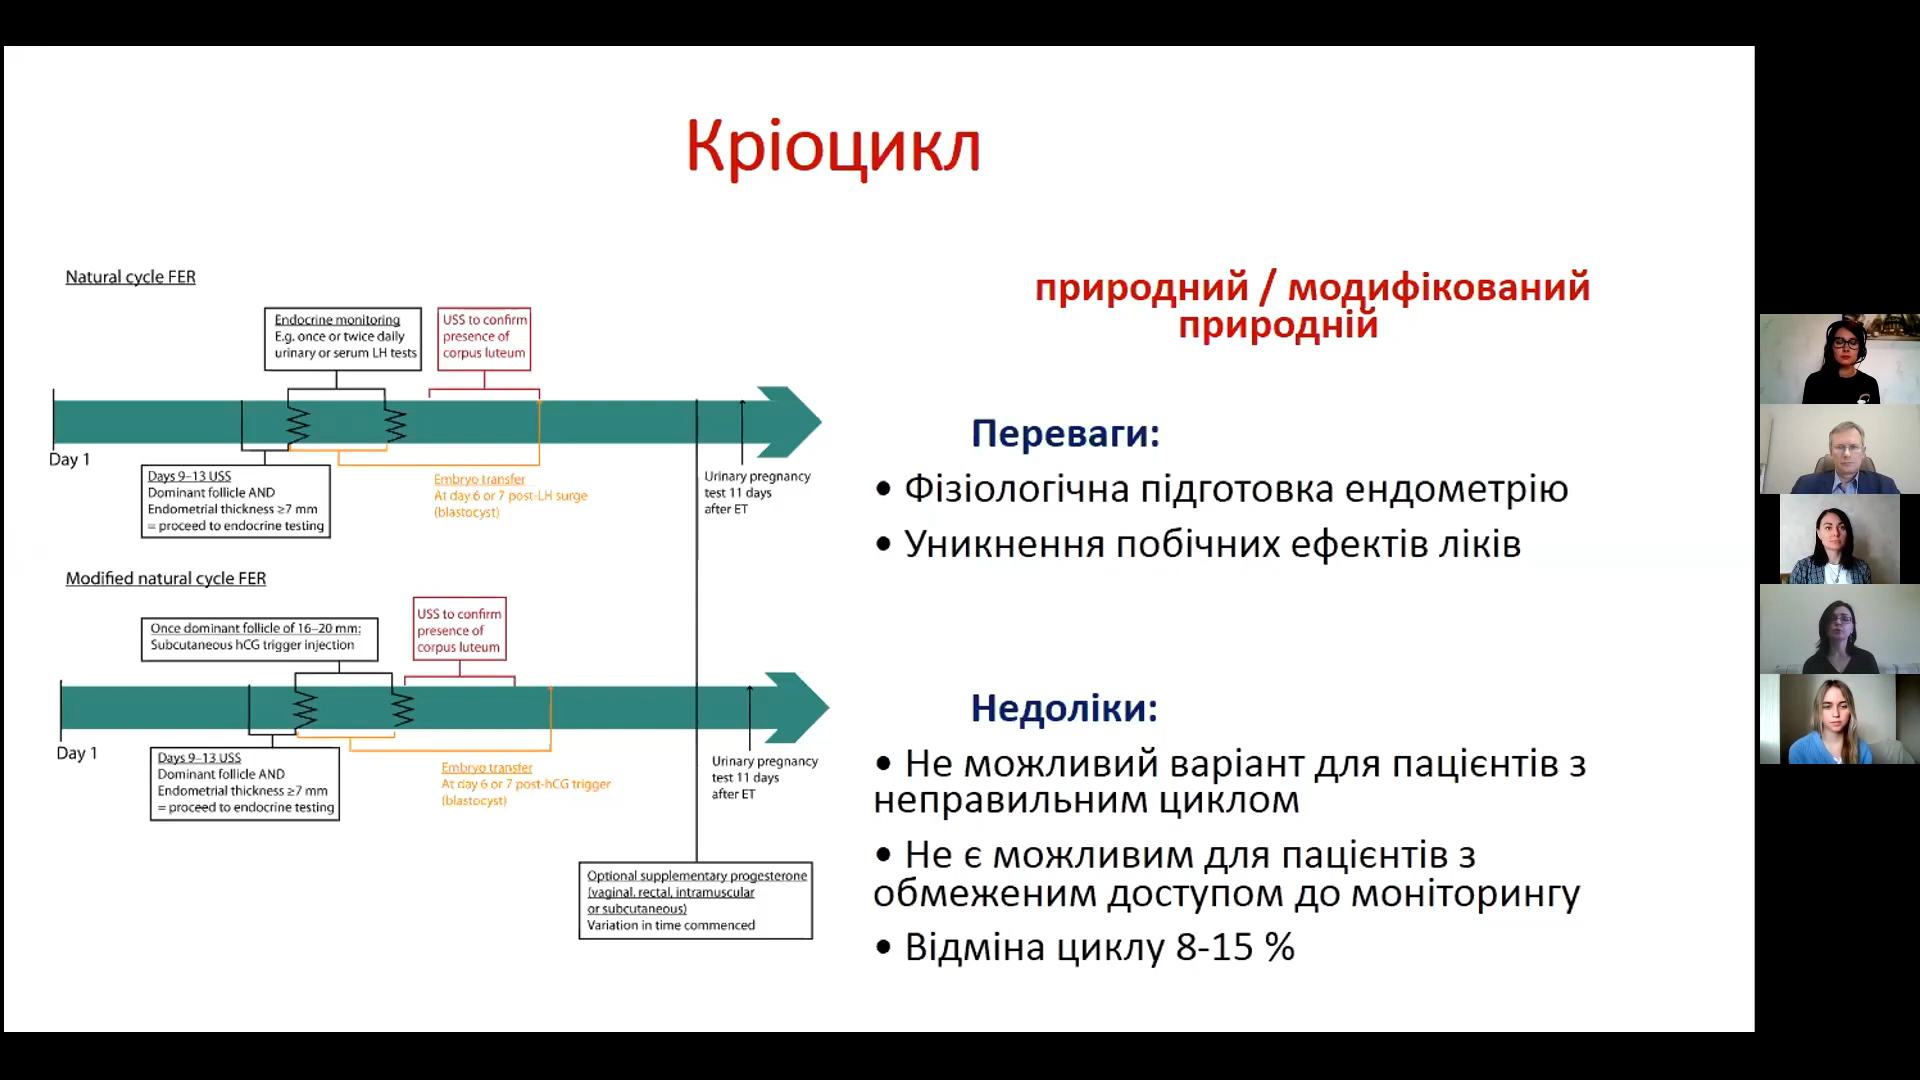 Кріоцикл
Natural cycle FER
Endocrine monitoring
E.g. once or twice daily
urinary or serum LH tests
USS to confirm
presence of
corpus luteum
Day 1
Days 9–13 USS
Dominant follicle AND
Endometrial thickness ≥7 mm
= proceed to endocrine testing
Embryo transfer
At day 6 or 7 post-LH surge
(blastocyst)
Urinary pregnancy
test 11 days
after ET
Modified natural cycle FER
Once dominant follicle of 16–20 mm:
Subcutaneous hCG trigger injection
USS to confirm
presence of
corpus luteum
Day 1
Days 9–13 USS
Dominant follicle AND
Endometrial thickness ≥7 mm
= proceed to endocrine testing
Embryo transfer
At day 6 or 7 post-hCG trigger
(blastocyst)
Urinary pregnancy
test 11 days
after ET
Optional supplementary progesterone
(vaginal, rectal, intramuscular
or subcutaneous)
Variation in time commenced
природний / модифікований
природній
Переваги:
• Фізіологічна підготовка ендометрію
• Уникнення побічних ефектів ліків
Недоліки:
• Не можливий варіант для пацієнтів з
неправильним циклом
• Не є можливим для пацієнтів з
обмеженим доступом до моніторингу
• Відміна циклу 8-15 %